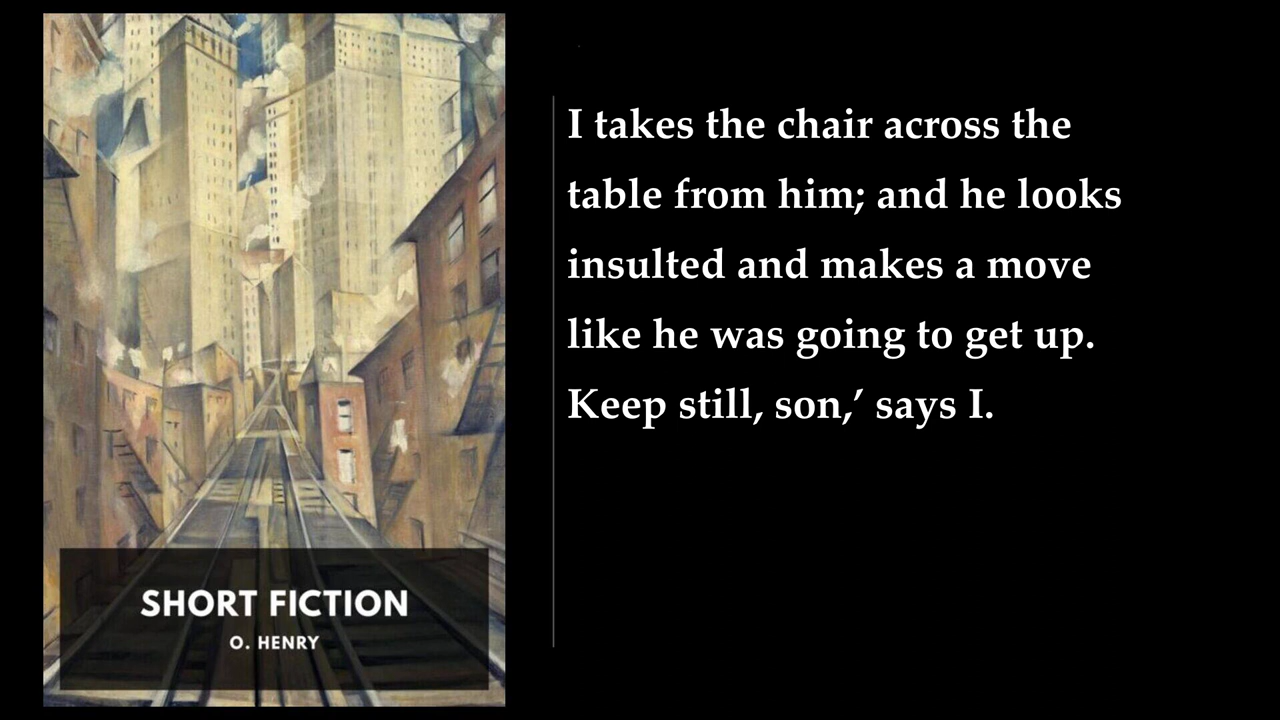 SHORT FICTION
O. HENRY
I takes the chair across the
table from him; and he looks
insulted and makes a move
like he was going to get up.
Keep still, son,’ says I.